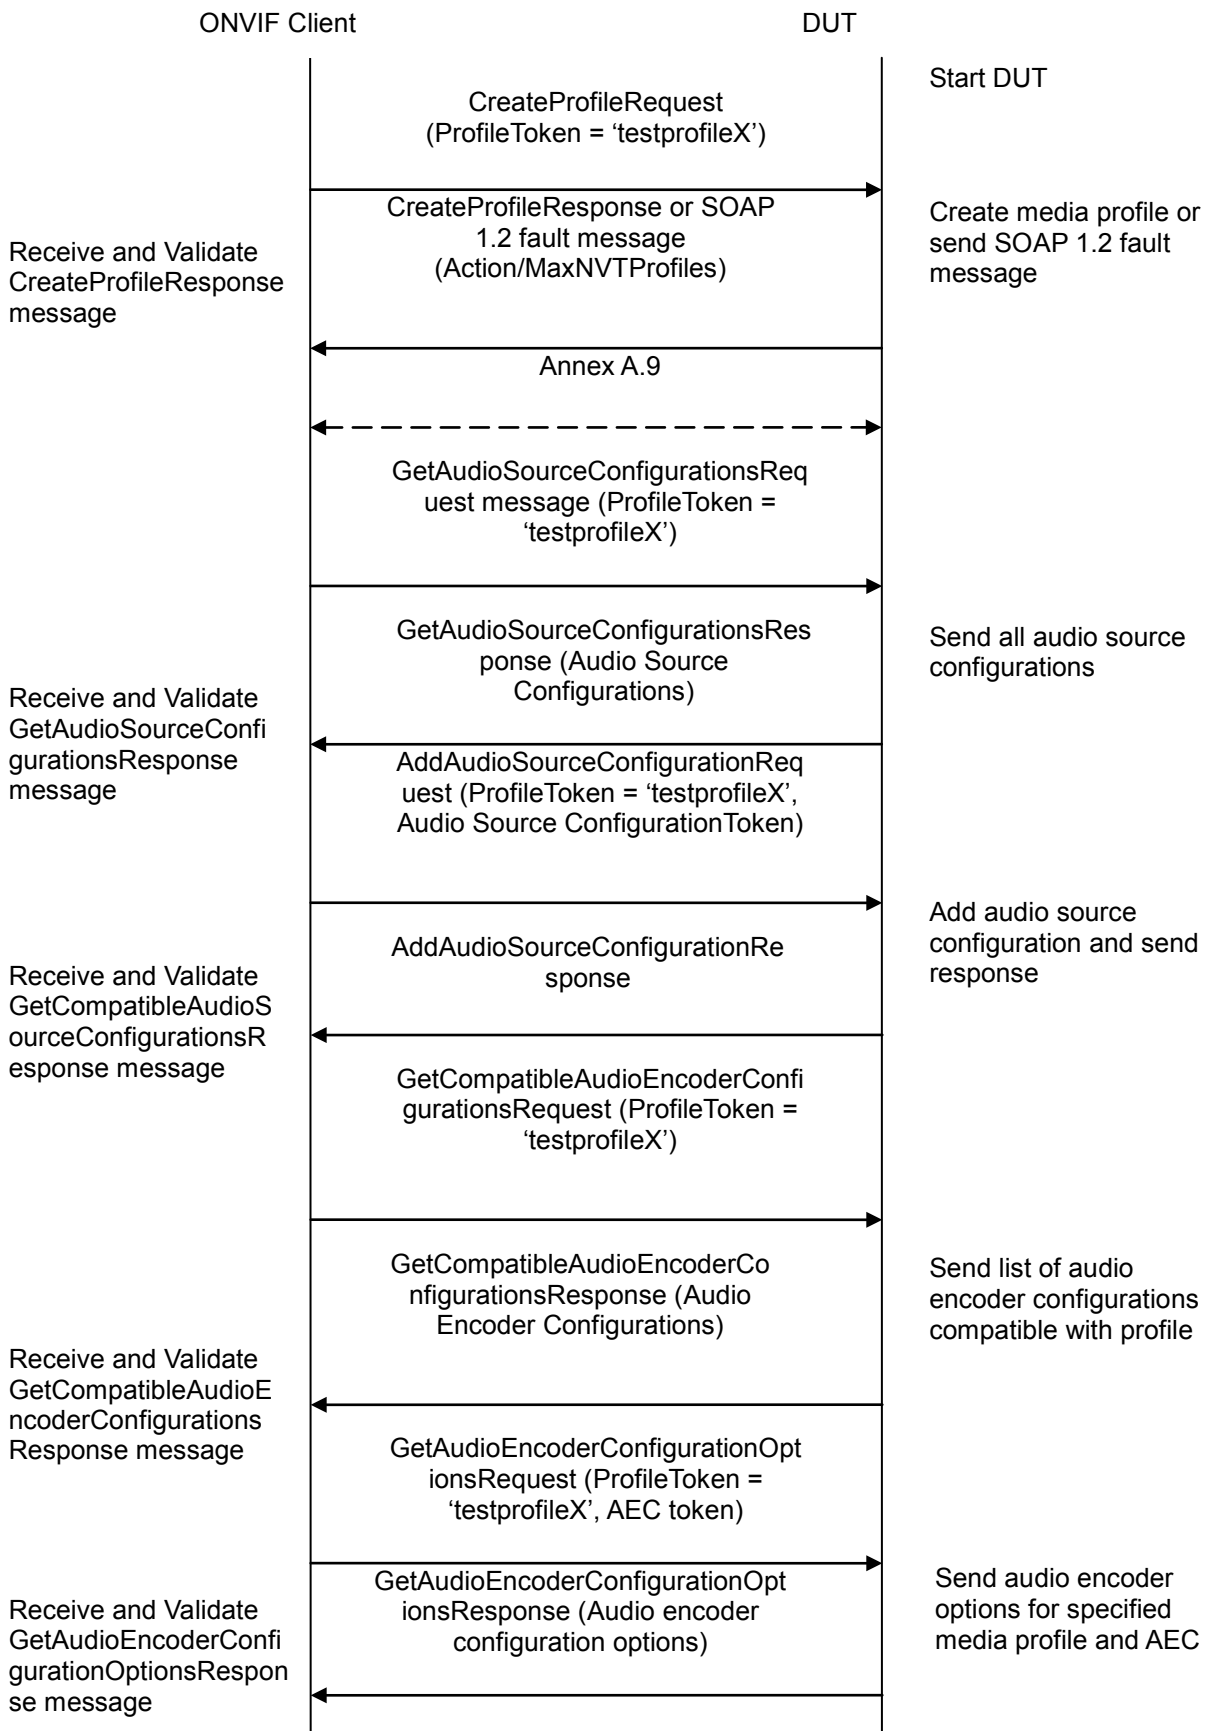 ONVIF Client
DUT
Start DUT
CreateProfileRequest
(ProfileToken = ‘testprofileX’)
CreateProfileResponse or SOAP
1.2 fault message
(Action/MaxNVTProfiles)
Create media profile or
send SOAP 1.2 fault
message
Receive and Validate
CreateProfileResponse
message
Annex A.9
GetAudioSourceConfigurationsReq
uest message (ProfileToken =
‘testprofileX’)
GetAudioSourceConfigurationsRes
ponse (Audio Source
Configurations)
Send all audio source
configurations
Receive and Validate
GetAudioSourceConfi
gurationsResponse
message
AddAudioSourceConfigurationReq
uest (ProfileToken = ‘testprofileX’,
Audio Source ConfigurationToken)
Add audio source
configuration and send
response
AddAudioSourceConfigurationRe
sponse
Receive and Validate
GetCompatibleAudioS
ourceConfigurationsR
esponse message
GetCompatibleAudioEncoderConfi
gurationsRequest (ProfileToken =
‘testprofileX’)
GetCompatibleAudioEncoderCo
nfigurationsResponse (Audio
Encoder Configurations)
Send list of audio
encoder configurations
compatible with profile
Receive and Validate
GetCompatibleAudioE
ncoderConfigurations
Response message
GetAudioEncoderConfigurationOpt
ionsRequest (ProfileToken =
‘testprofileX’, AEC token)
GetAudioEncoderConfigurationOpt
ionsResponse (Audio encoder
configuration options)
Send audio encoder
options for specified
media profile and AEC
Receive and Validate
GetAudioEncoderConfi
gurationOptionsRespon
se message